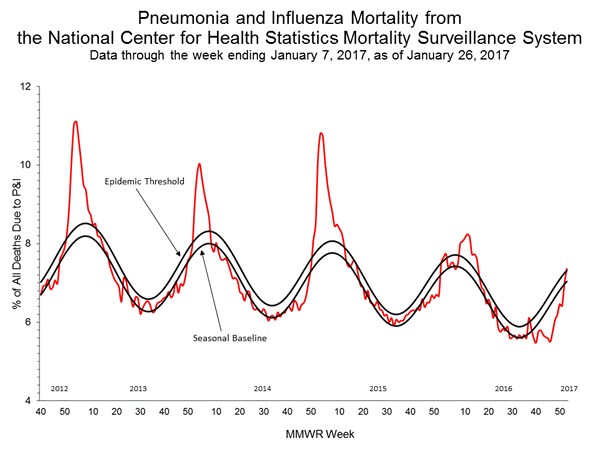 Pneumonia and Influenza Mortality from
the National Center for Health Statistics Mortality Surveillance System
Data through the week ending January 7, 2017, as of January 26, 2017
12
10
8
6
4
% of All Deaths Due to P&I
Epidemic Threshold
Seasonal Baseline
2012 2013 2014 2015 2016 2017
40 50 10 20 30 40 50 10 20 30 40 50 10 20 30 40 50 10 20 30 40 50
MMWR Week